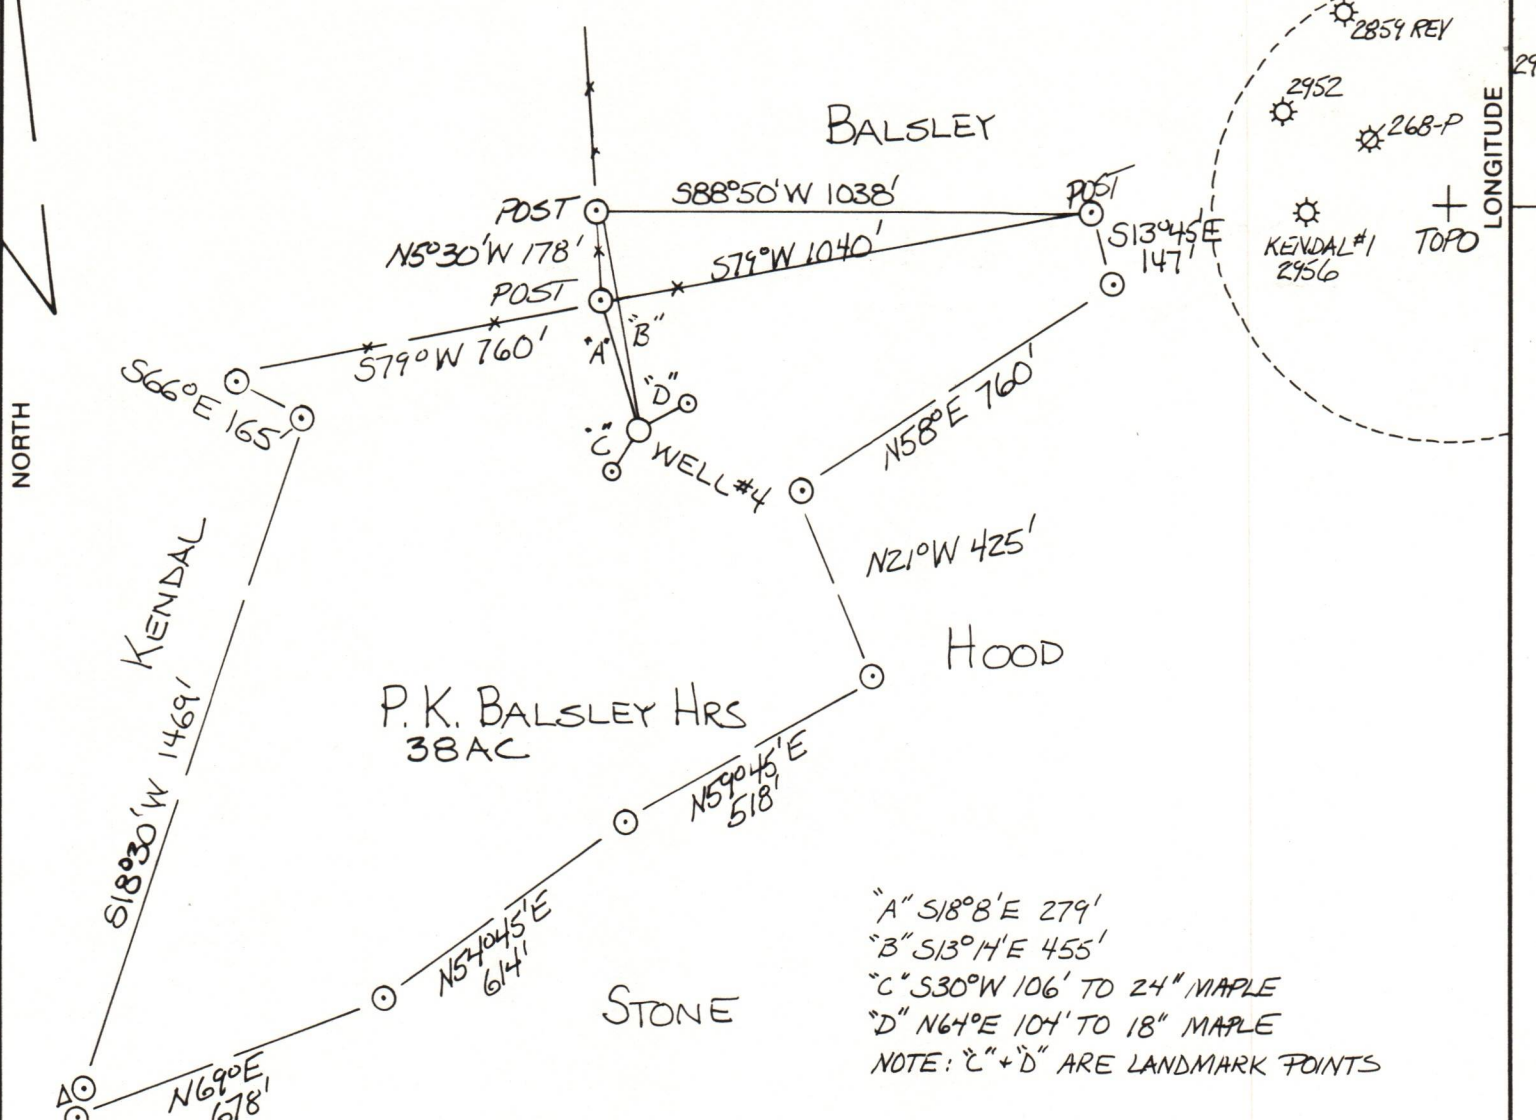 2859 REV
29
2952
268-P
LONGITUDE
BALSLEY
POST
S88°50'W 1038'
POST
KENDAL #1
2956
TOPO
N5°30'W 178'
S79°W 1040'
S13°45'E
147'
POST
"A"
"B"
S79°W 760'
S66°E 165'
"D"
"C"
WELL #4
N58°E 760'
NORTH
N21°W 425'
KENDAL
HOOD
P. K. BALSLEY HRS
38 AC
S18°30'W 1469'
N59°45'E
518'
N54°45'E
614'
STONE
"A" S18°8'E 279'
"B" S13°14'E 455'
"C" S30°W 106' TO 24" MAPLE
"D" N64°E 104' TO 18" MAPLE
NOTE: "C" + "D" ARE LANDMARK POINTS
N69°E
678'